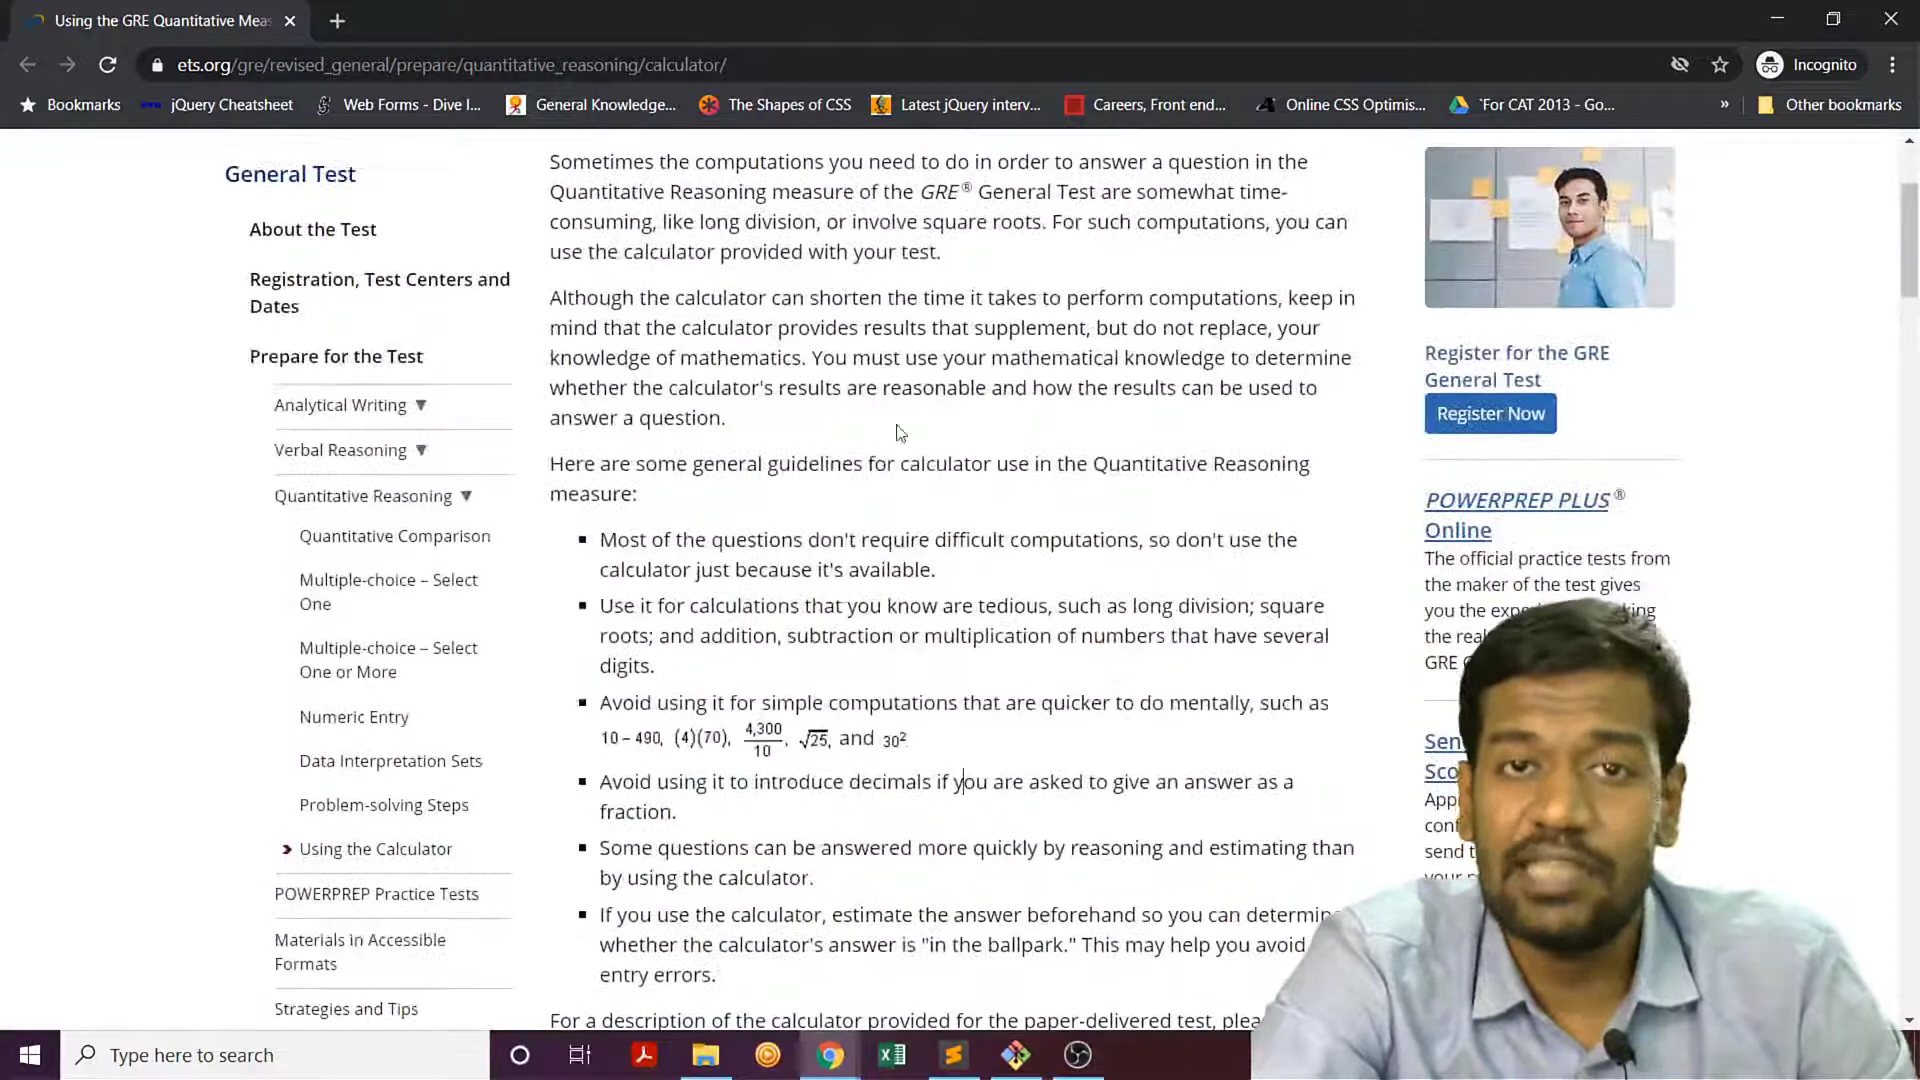 Using the GRE Quantitative Meas
ets.org/gre/revised_general/prepare/quantitative_reasoning/calculator/
Incognito
Bookmarks
jQuery Cheatsheet
Web Forms - Dive I...
General Knowledge...
The Shapes of CSS
Latest jQuery interv...
Careers, Front end...
Online CSS Optimis...
`For CAT 2013 - Go...
»
Other bookmarks
General Test
About the Test
Registration, Test Centers and
Dates
Prepare for the Test
Analytical Writing ▼
Verbal Reasoning ▼
Quantitative Reasoning ▼
Quantitative Comparison
Multiple-choice – Select
One
Multiple-choice – Select
One or More
Numeric Entry
Data Interpretation Sets
Problem-solving Steps
Using the Calculator
POWERPREP Practice Tests
Materials in Accessible
Formats
Strategies and Tips
Sometimes the computations you need to do in order to answer a question in the
Quantitative Reasoning measure of the GRE® General Test are somewhat time-
consuming, like long division, or involve square roots. For such computations, you can
use the calculator provided with your test.
Although the calculator can shorten the time it takes to perform computations, keep in
mind that the calculator provides results that supplement, but do not replace, your
knowledge of mathematics. You must use your mathematical knowledge to determine
whether the calculator's results are reasonable and how the results can be used to
answer a question.
Here are some general guidelines for calculator use in the Quantitative Reasoning
measure:
▪ Most of the questions don't require difficult computations, so don't use the
calculator just because it's available.
▪ Use it for calculations that you know are tedious, such as long division; square
roots; and addition, subtraction or multiplication of numbers that have several
digits.
▪ Avoid using it for simple computations that are quicker to do mentally, such as
10 – 490, (4)(70), 4,300/10, √25, and 30²
▪ Avoid using it to introduce decimals if you are asked to give an answer as a
fraction.
▪ Some questions can be answered more quickly by reasoning and estimating than
by using the calculator.
▪ If you use the calculator, estimate the answer beforehand so you can determin
whether the calculator's answer is "in the ballpark." This may help you avoid
entry errors.
For a description of the calculator provided for the paper-delivered test, plea
Register for the GRE
General Test
Register Now
POWERPREP PLUS®
Online
The official practice tests from
the maker of the test gives
you the exp king
the real
GRE
Sen
Sco
App
conf
send t
your
Type here to search